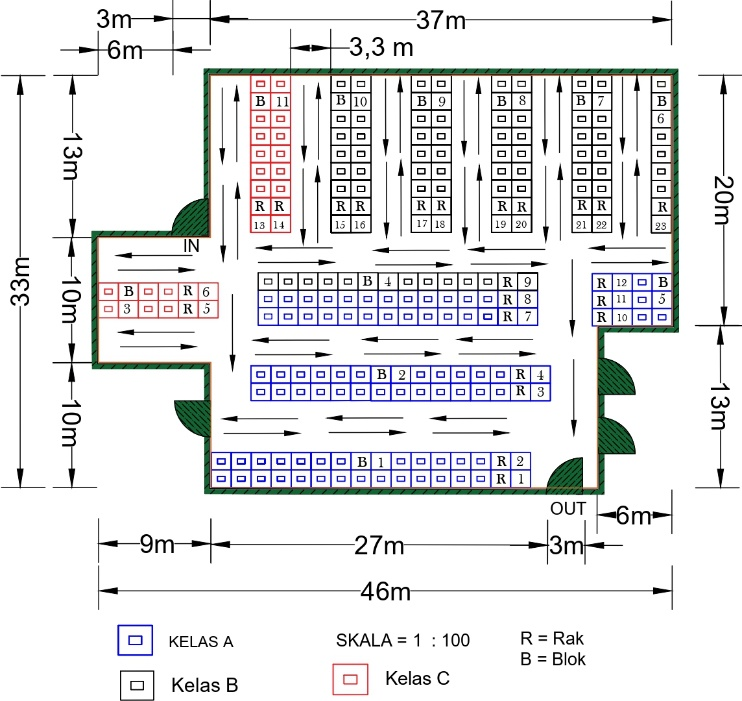 3m
37m
6m
3,3 m
B 11
B 10
B 9
B 8
B 7
B
6
R R
R R
R R
R R
R R
R
13 14
15 16
17 18
19 20
21 22
23
13m
33m
20m
IN
10m
B R 6
3 R 5
B 4 R 9
R 8
R 7
R 12 B
R 11 5
R 10
B 2 R 4
R 3
10m
13m
B 1 R 2
R 1
OUT
9m
27m
3m
6m
46m
KELAS A
SKALA = 1 : 100
R = Rak
B = Blok
Kelas B
Kelas C